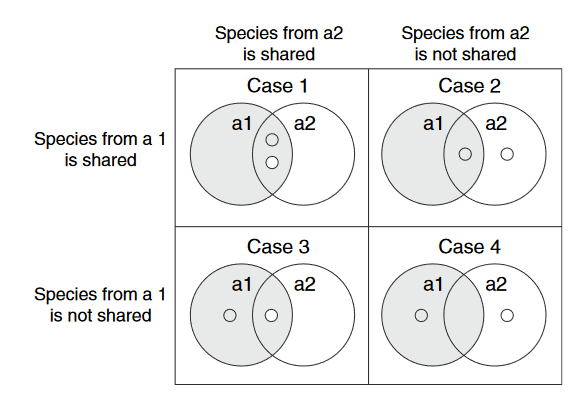 Species from a2
is shared
Species from a2
is not shared
Species from a 1
is shared
Case 1
a1
a2
Case 2
a1
a2
Species from a 1
is not shared
Case 3
a1
a2
Case 4
a1
a2